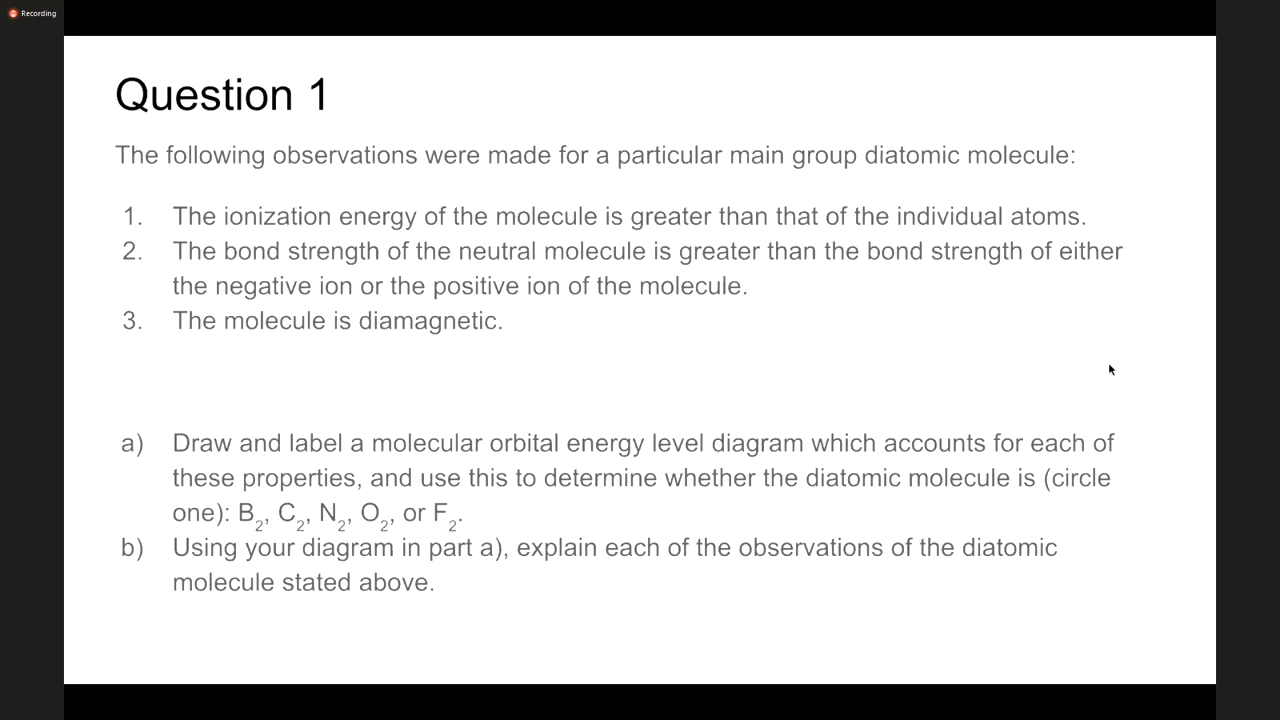 Recording
Question 1
The following observations were made for a particular main group diatomic molecule:
1. The ionization energy of the molecule is greater than that of the individual atoms.
2. The bond strength of the neutral molecule is greater than the bond strength of either
the negative ion or the positive ion of the molecule.
3. The molecule is diamagnetic.
a) Draw and label a molecular orbital energy level diagram which accounts for each of
these properties, and use this to determine whether the diatomic molecule is (circle
one): B₂, C₂, N₂, O₂, or F₂.
b) Using your diagram in part a), explain each of the observations of the diatomic
molecule stated above.